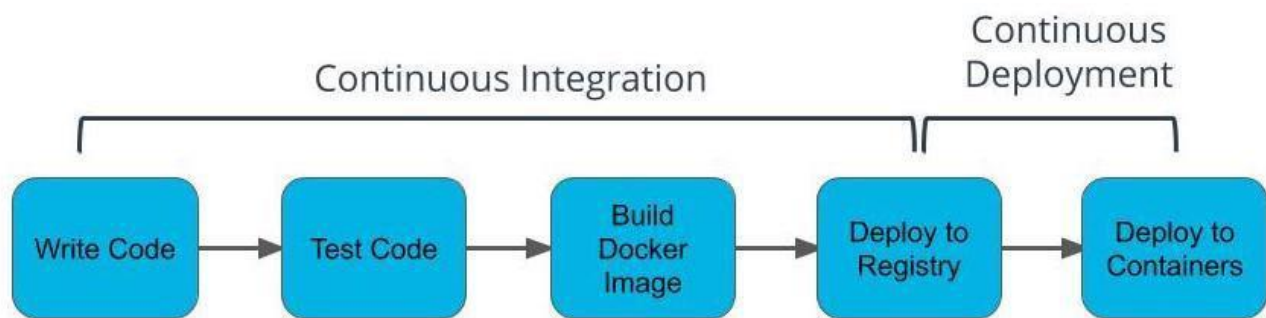 Continuous Integration
Continuous
Deployment
Write Code
Test Code
Build
Docker
Image
Deploy to
Registry
Deploy to
Containers